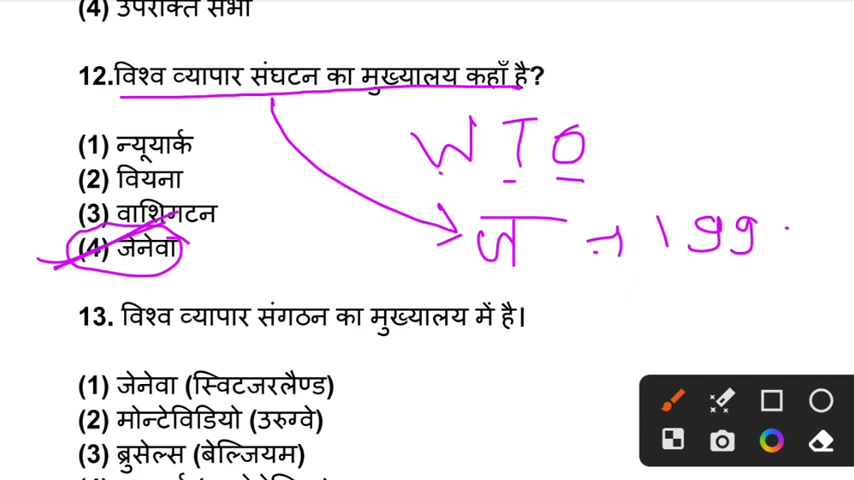 (4) उपरोक्त सभी
12.विश्व व्यापार संघटन का मुख्यालय कहाँ है?
(1) न्यूयार्क
W T O
(2) वियना
(3) वाशिगटन
(4) जेनेवा
13. विश्व व्यापार संगठन का मुख्यालय में है।
(1) जेनेवा (स्विटजरलैण्ड)
(2) मोन्टेविडियो (उरुग्वे)
(3) ब्रुसेल्स (बेल्जियम)